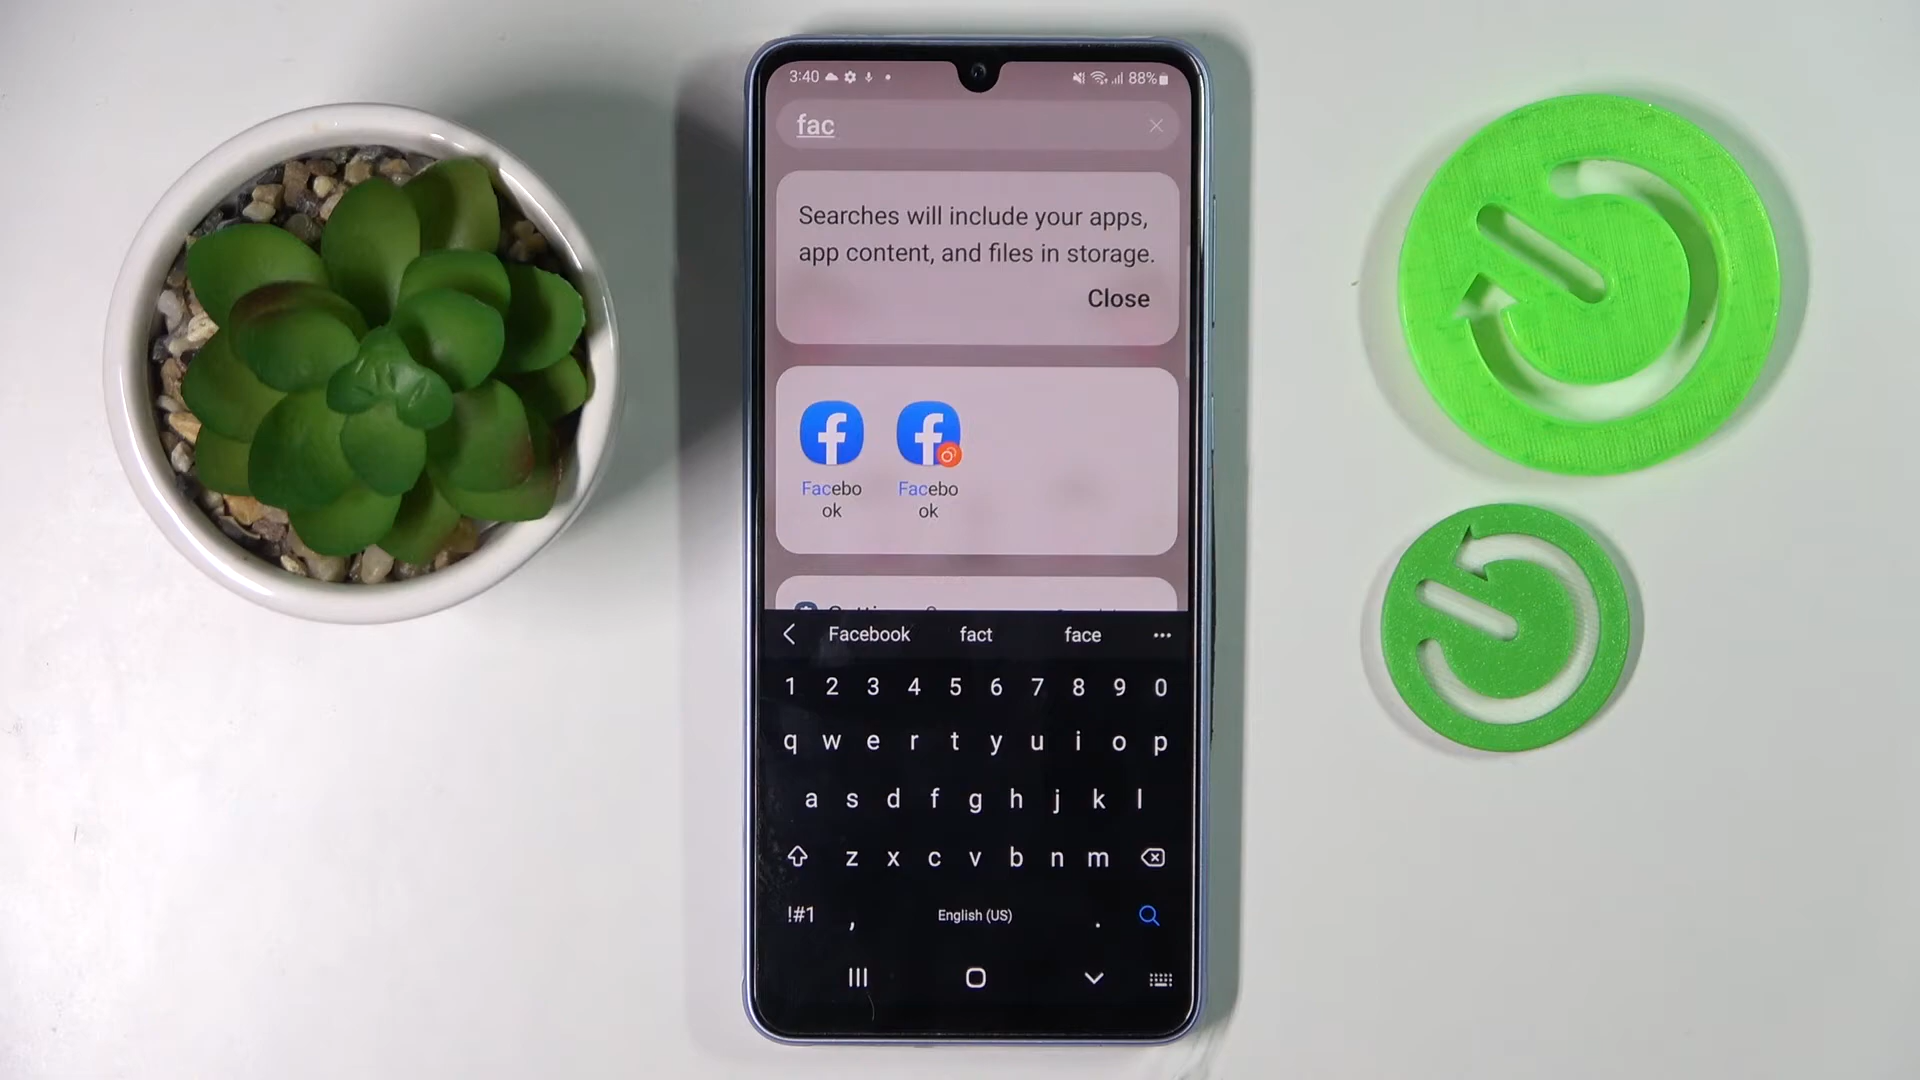 3:40 88%
fac
Searches will include your apps,
app content, and files in storage.
Close
Facebo
ok
Facebo
ok
Facebook fact face
1 2 3 4 5 6 7 8 9 0
q w e r t y u i o p
a s d f g h j k l
z x c v b n m
!#1 , English (US) .